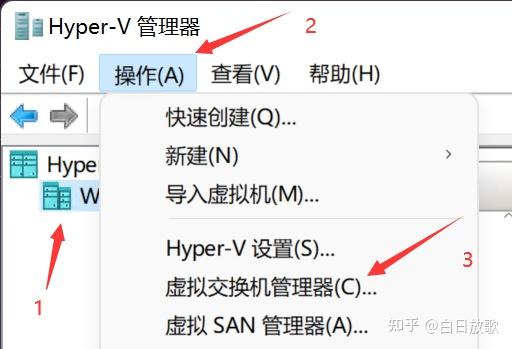 Hyper-V 管理器
2
文件(F) 操作(A) 查看(V) 帮助(H)
快速创建(Q)...
Hype
新建(N)
W
导入虚拟机(M)...
1
Hyper-V 设置(S)...
3
虚拟交换机管理器(C)...
虚拟 SAN 管理器(A)...
知乎 @白日放歌